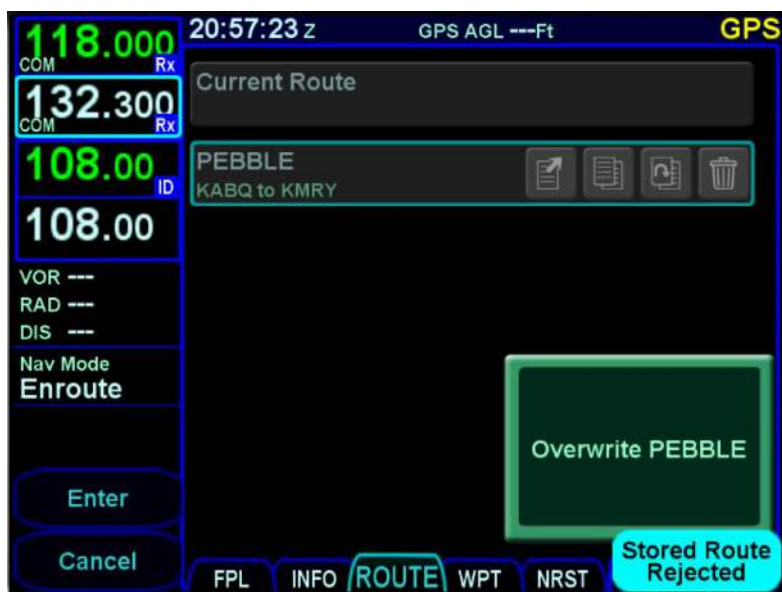 118.000
COM Rx
132.300
COM Rx
108.00
ID
108.00
VOR ---
RAD ---
DIS ---
Nav Mode
Enroute
Enter
Cancel
20:57:23 Z GPS AGL ---Ft GPS
Current Route
PEBBLE
KABQ to KMRY
Overwrite PEBBLE
FPL INFO ROUTE WPT NRST
Stored Route
Rejected